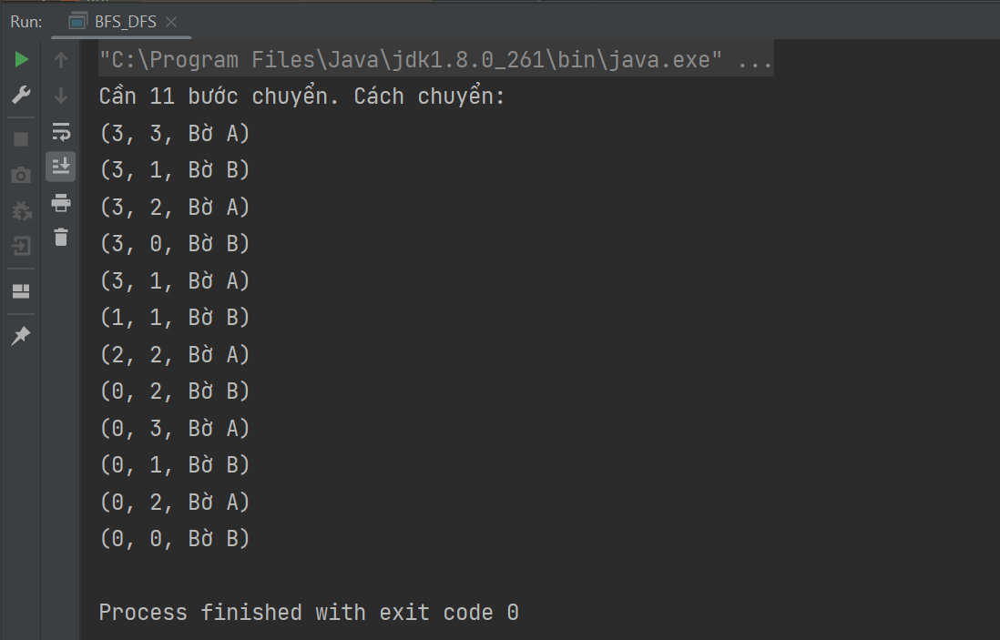 Run: BFS_DFS
"C:\Program Files\Java\jdk1.8.0_261\bin\java.exe" ...
Cần 11 bước chuyển. Cách chuyển:
(3, 3, Bờ A)
(3, 1, Bờ B)
(3, 2, Bờ A)
(3, 0, Bờ B)
(3, 1, Bờ A)
(1, 1, Bờ B)
(2, 2, Bờ A)
(0, 2, Bờ B)
(0, 3, Bờ A)
(0, 1, Bờ B)
(0, 2, Bờ A)
(0, 0, Bờ B)
Process finished with exit code 0